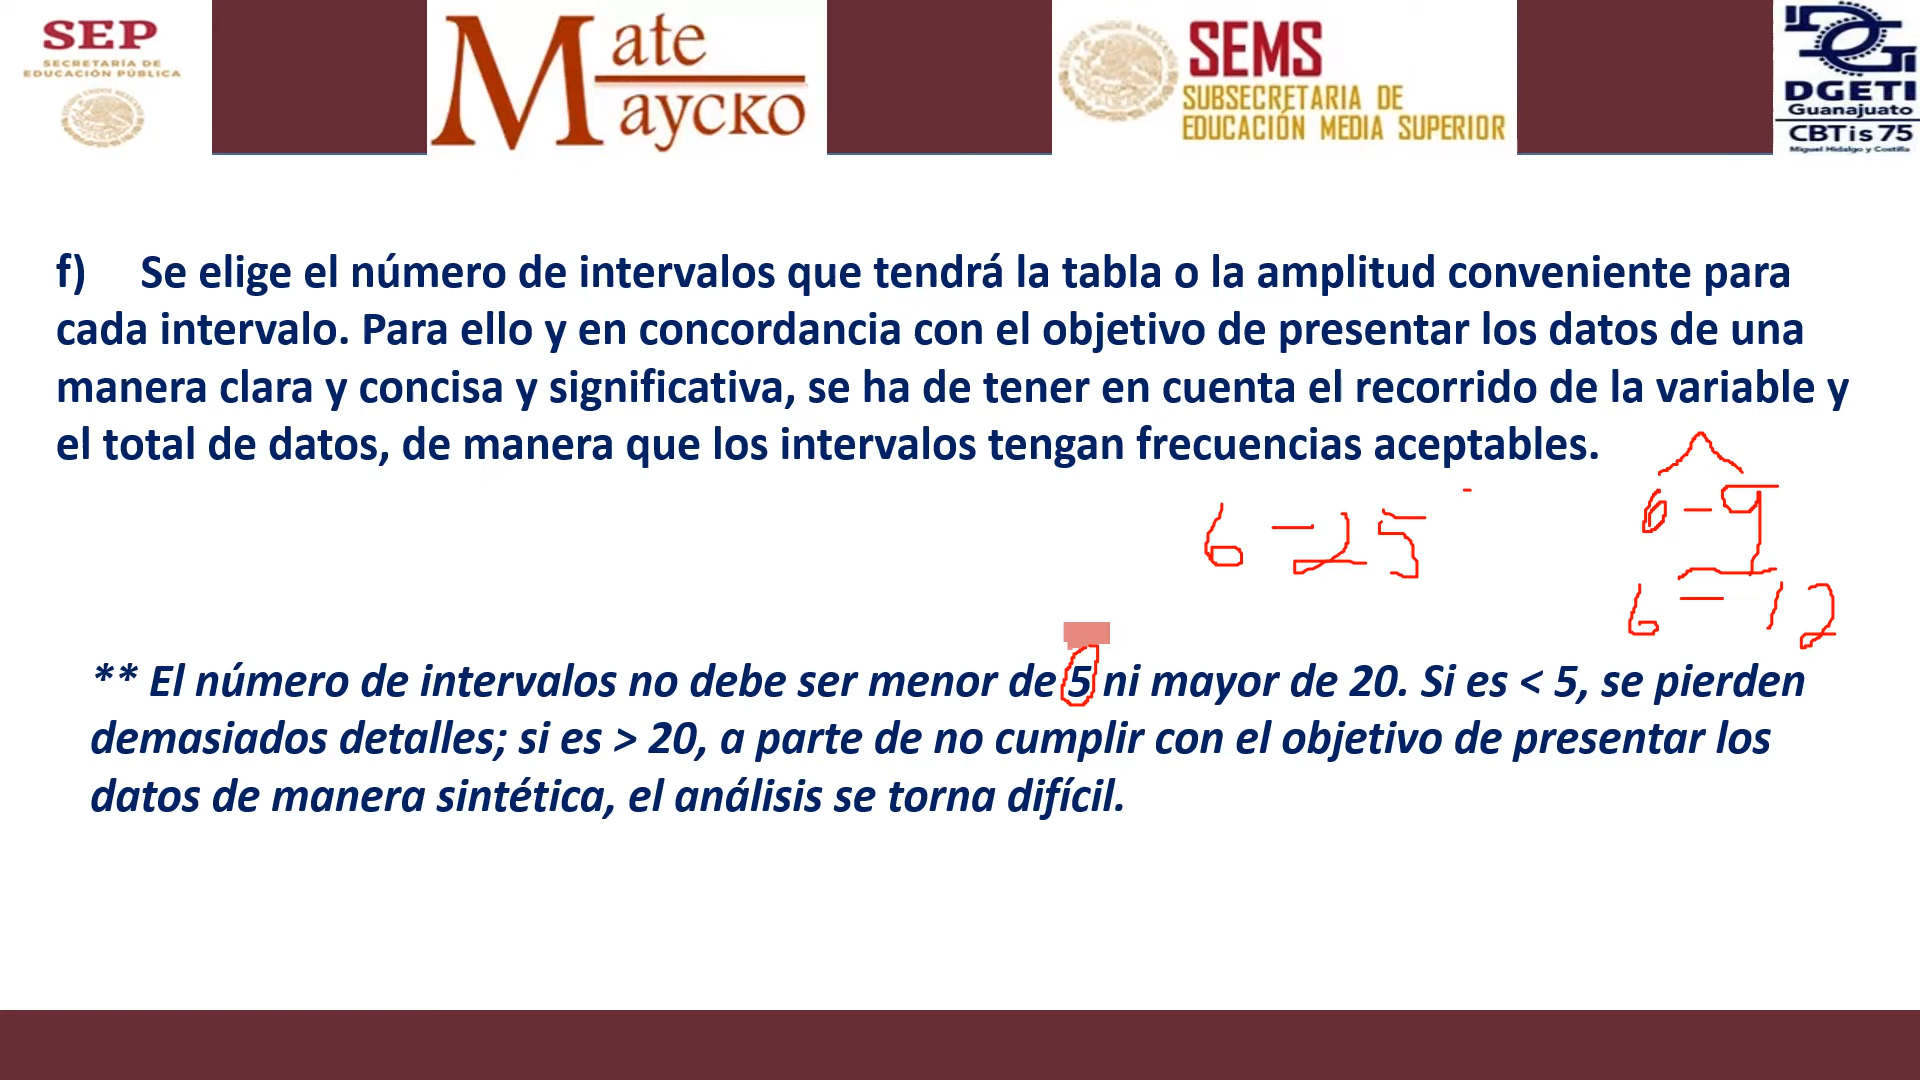 SEP
SECRETARÍA DE
EDUCACIÓN PÚBLICA
Mate
Maycko
SEMS
SUBSECRETARIA DE
EDUCACIÓN MEDIA SUPERIOR
DGETI
Guanajuato
CBTis 75
Miguel Hidalgo y Costilla
f) Se elige el número de intervalos que tendrá la tabla o la amplitud conveniente para
cada intervalo. Para ello y en concordancia con el objetivo de presentar los datos de una
manera clara y concisa y significativa, se ha de tener en cuenta el recorrido de la variable y
el total de datos, de manera que los intervalos tengan frecuencias aceptables.
6 - 25
6 - 9
6 - 12
** El número de intervalos no debe ser menor de 5 ni mayor de 20. Si es < 5, se pierden
demasiados detalles; si es > 20, a parte de no cumplir con el objetivo de presentar los
datos de manera sintética, el análisis se torna difícil.